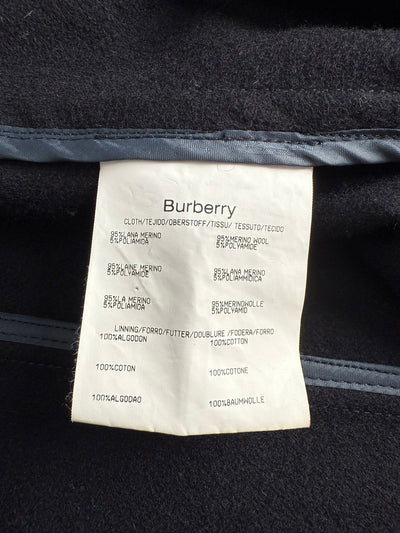 Burberry
CLOTH/TEJIDO/OBERSTOFF/TISSU/ TESSUTO/TECIDO
95%LANA MERINO 95%MERINO WOOL
5%POLIAMIDA 5%POLYAMIDE
95%LAINE MERINO 95%LANA MERINO
5%POLYAMIDE 5%POLIAMMIDICA
95%LA MERINO 95%MERINOWOLLE
5%POLIAMIDA 5%POLYAMID
LINNING/FORRO/FUTTER/DOUBLURE /FODERA/FORRO
100%ALGODON 100%COTTON
100%COTON 100%COTONE
100%ALGODAO 100%BAUMWOLLE